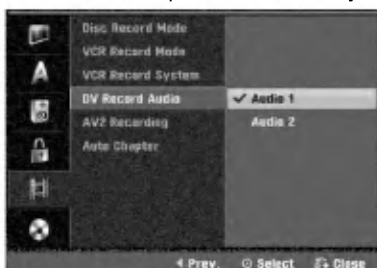 Disc Record Mode
VCR Record Mode
VCR Record System
DV Record Audio
✓ Audio 1
AV2 Recording
Audio 2
Auto Chapter
Prev.
Select
Close